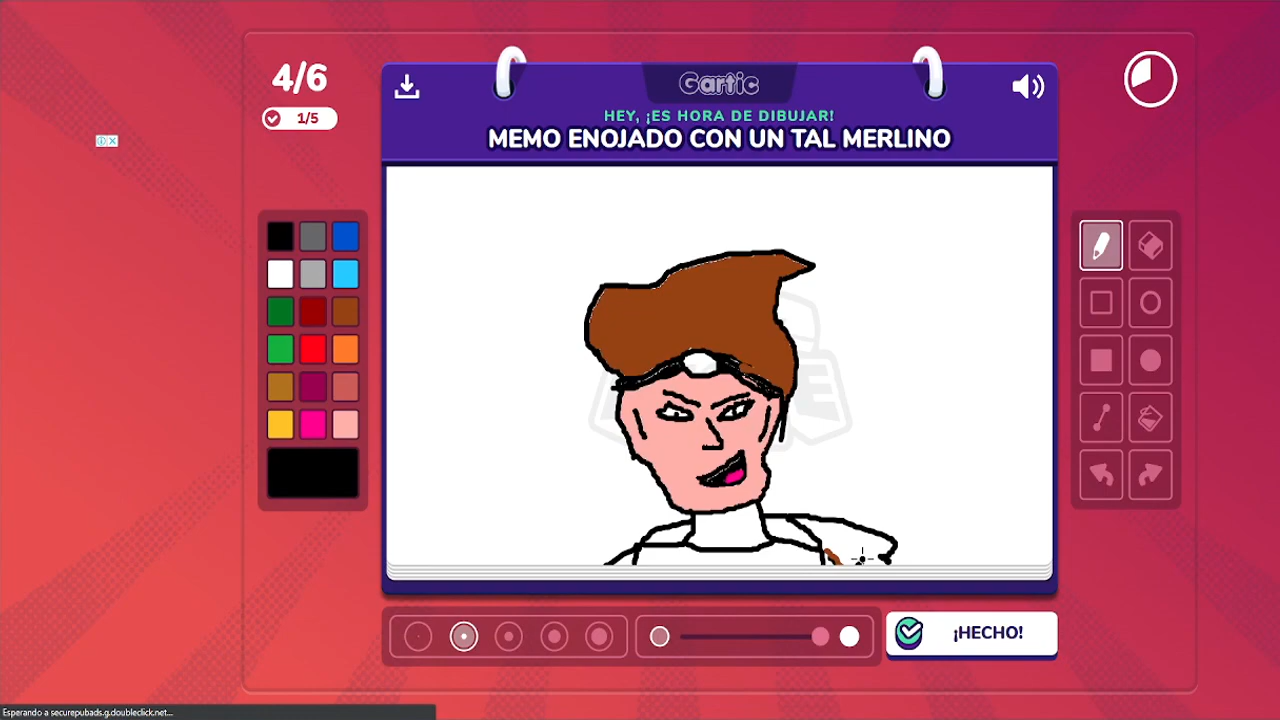 4/6
1/5
Gartic
HEY, ¡ES HORA DE DIBUJAR!
MEMO ENOJADO CON UN TAL MERLINO
¡HECHO!
Esperando a securepubads.g.doubleclick.net...